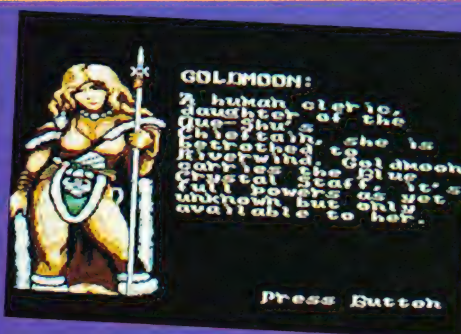 GOLDMOON:
A human cleric,
daughter of the
Que-Shu's
Chieftain, she is
betrothed to
Riverwind. Goldmoon
carries the Blue
Crystal Staff, it's
full powers as yet
unknown but only
available to her.
Press Button